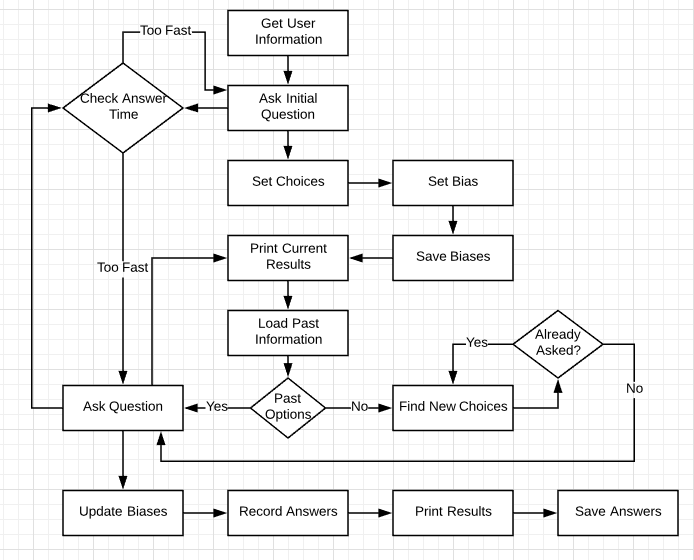 Get User
Information
Too Fast
Check Answer
Time
Ask Initial
Question
Set Choices
Set Bias
Print Current
Results
Save Biases
Too Fast
Load Past
Information
Already
Asked?
Yes
No
Ask Question
Yes
Past
Options
No
Find New Choices
Update Biases
Record Answers
Print Results
Save Answers